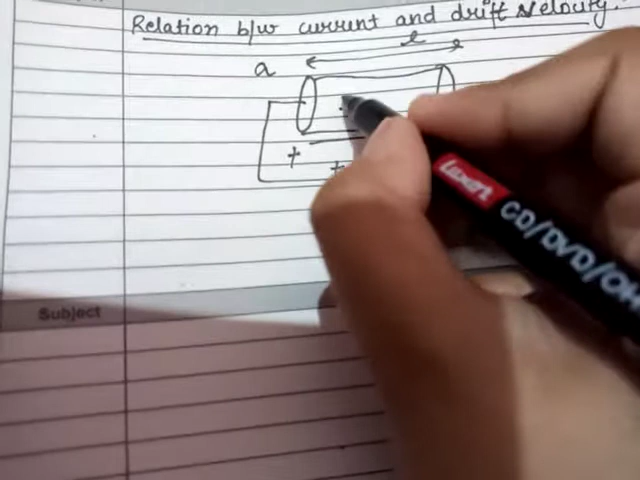 Relation b/w current and drift velocity.
l
a
+
+
Luxor
CD/DVD/OH
Subject